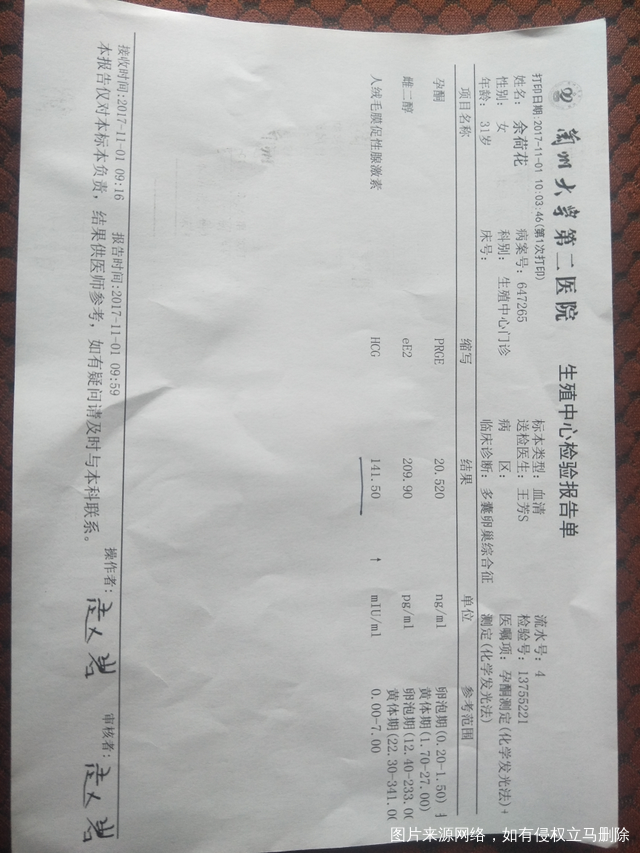 兰州大学第二医院 生殖中心检验报告单
打印日期:2017-11-01 10:03:46(第1次打印)
姓名: 余荷花 病案号: 647265 标本类型: 血清 流水号: 4
性别: 女 科别: 生殖中心门诊 送检医生: 王芳S 检验号: 13755221
年龄: 31岁 床号: 病 区: 医嘱项: 孕酮测定(化学发光法)+
临床诊断: 多囊卵巢综合征 测定(化学发光法)
项目名称 缩写 结果 单位 参考范围
孕酮 PRGE 20.520 ng/ml 卵泡期(0.20-1.50)
黄体期(1.70-27.00)
雌二醇 eE2 209.90 pg/ml 卵泡期(12.40-233.00
黄体期(22.30-341.0
人绒毛膜促性腺激素 HCG 141.50 ↑ mIU/ml 0.00-7.00
接收时间:2017-11-01 09:16 报告时间:2017-11-01 09:59 操作者: 审核者:
本报告仅对本标本负责，结果供医师参考，如有疑问请及时与本科联系。
图片来源网络，如有侵权立马删除